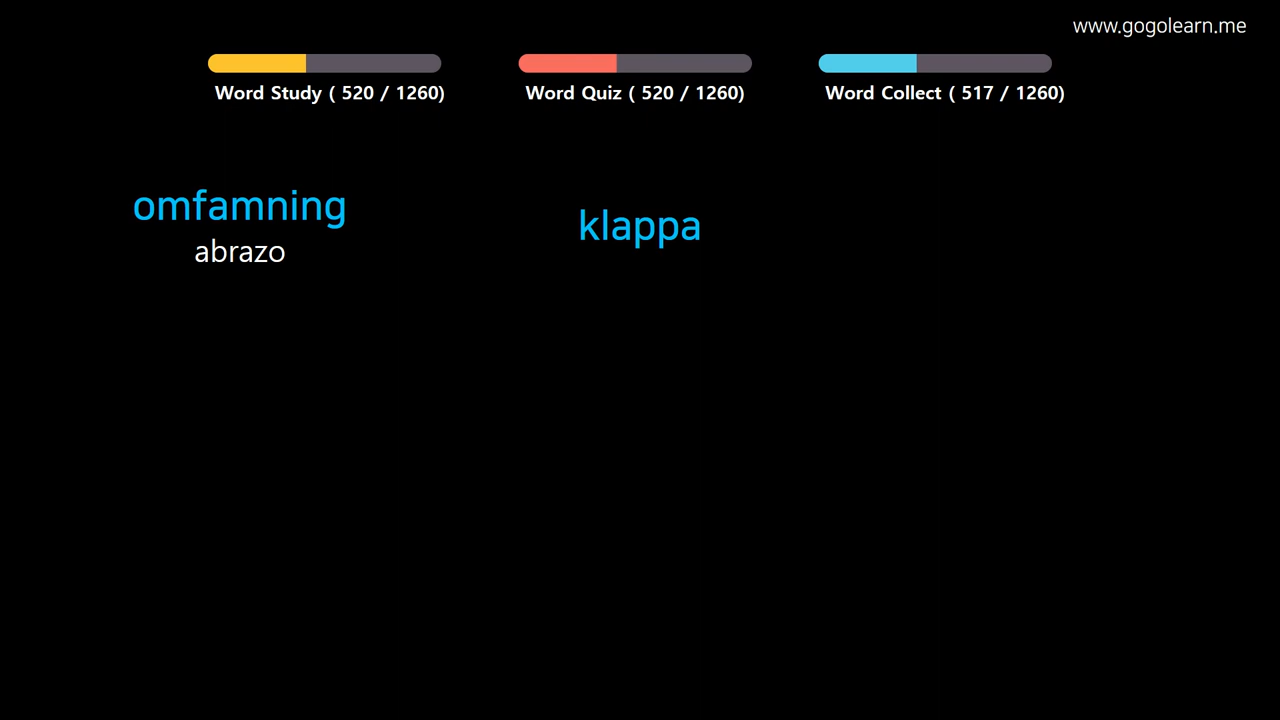 www.gogolearn.me
Word Study ( 520 / 1260)
Word Quiz ( 520 / 1260)
Word Collect ( 517 / 1260)
omfamning
abrazo
klappa